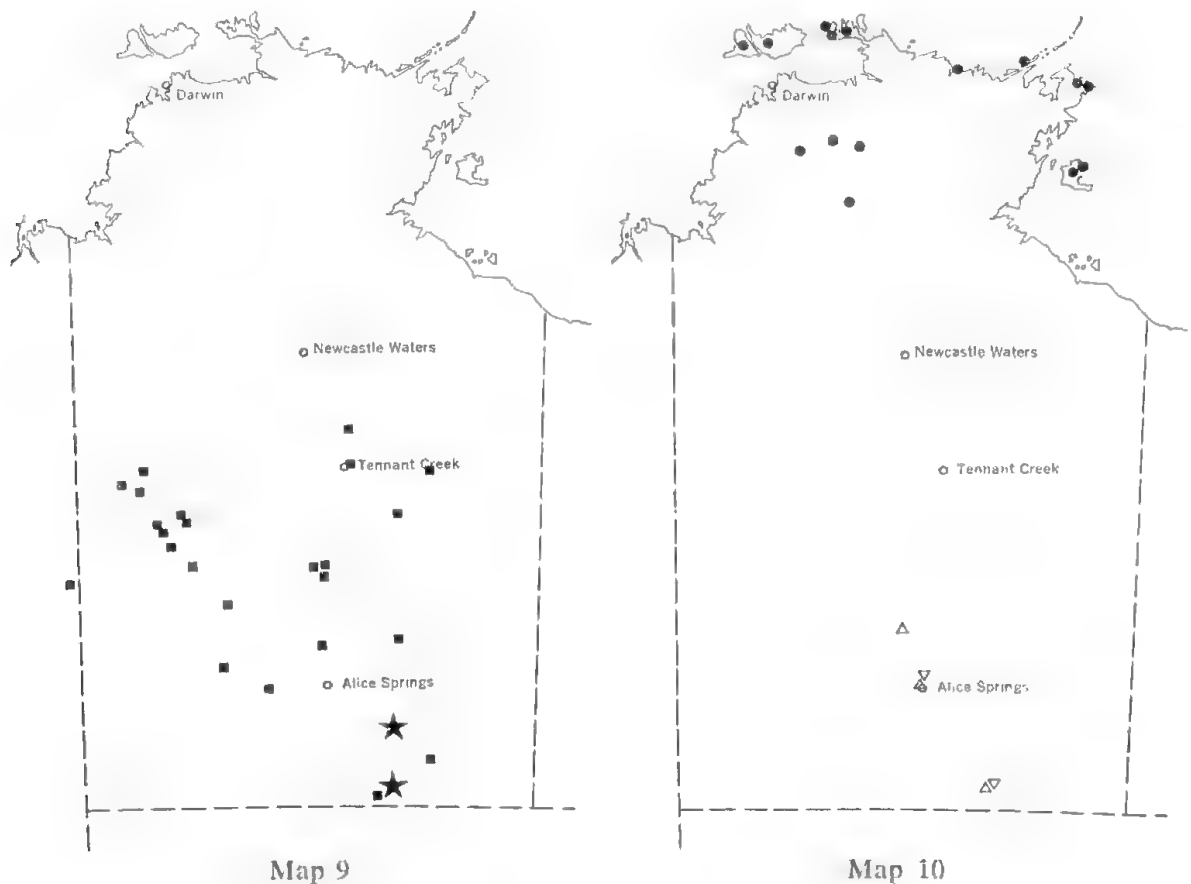 Darwin
Newcastle Waters
Tennant Creek
Alice Springs
Map 9
Darwin
Newcastle Waters
Tennant Creek
Alice Springs
Map 10